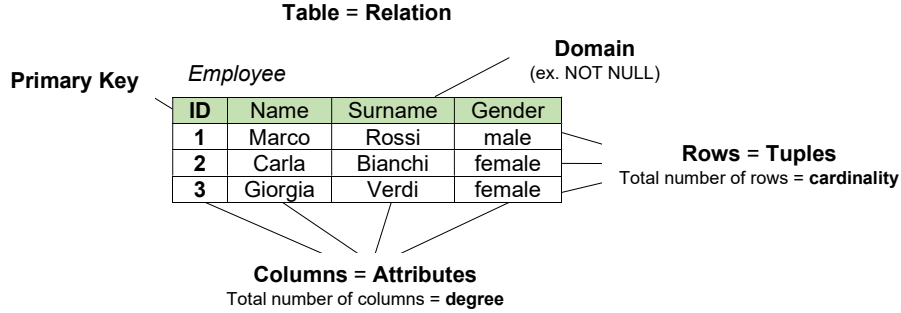 Table = Relation
Domain
(ex. NOT NULL)
Primary Key
Employee
ID Name Surname Gender
1 Marco Rossi male
2 Carla Bianchi female
3 Giorgia Verdi female
Rows = Tuples
Total number of rows = cardinality
Columns = Attributes
Total number of columns = degree